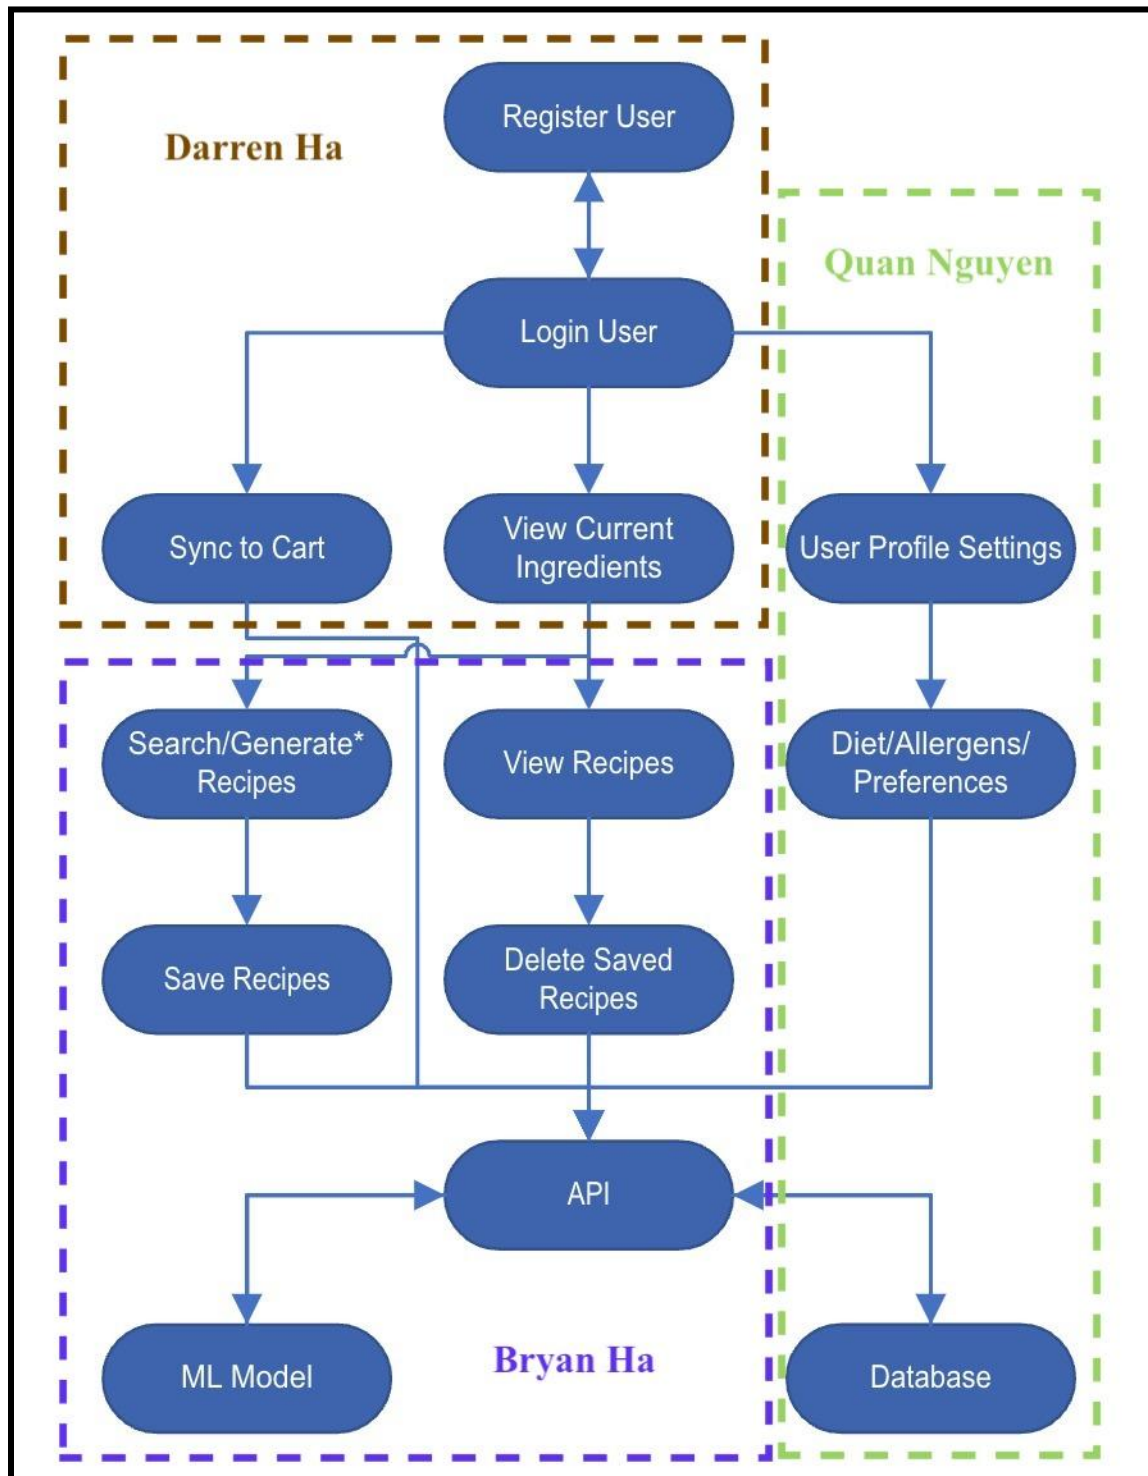 Register User
Darren Ha
Quan Nguyen
Login User
Sync to Cart
View Current
Ingredients
User Profile Settings
Search/Generate*
Recipes
View Recipes
Diet/Allergens/
Preferences
Save Recipes
Delete Saved
Recipes
API
Bryan Ha
ML Model
Database